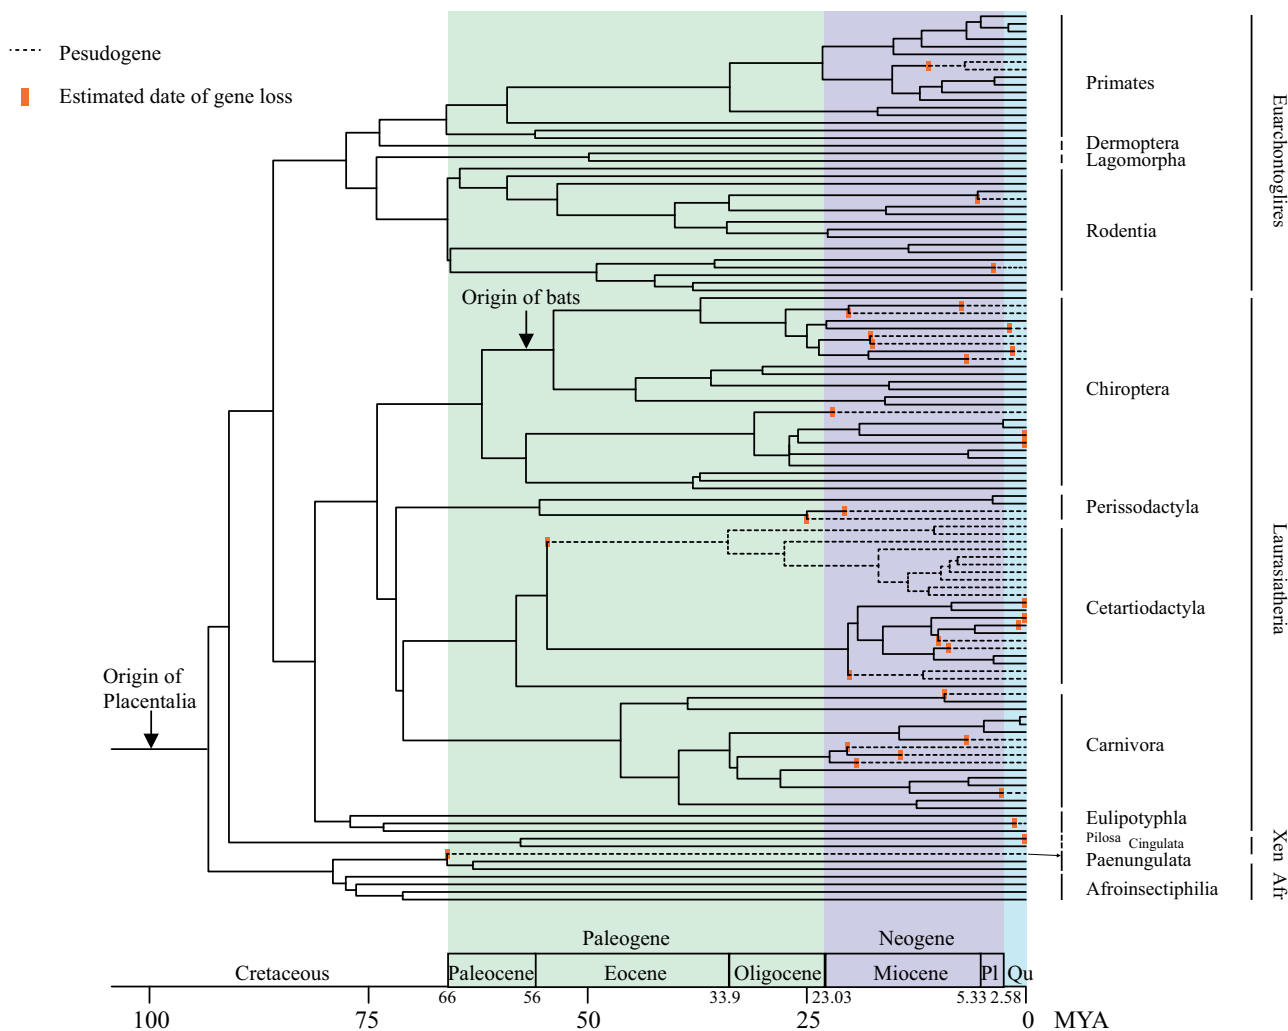 Pesudogene
Estimated date of gene loss
Primates
Dermoptera
Lagomorpha
Rodentia
Euarchontoglires
Origin of bats
Chiroptera
Perissodactyla
Cetartiodactyla
Laurasiatheria
Origin of
Placentalia
Carnivora
Eulipotyphla
Pilosa Cingulata
Xen
Paenungulata
Afroinsectiphilia
Afr
Paleogene
Neogene
Cretaceous
Paleocene
Eocene
Oligocene
Miocene
Pl
Qu
66 56 33.9 23.03 5.33 2.58
100 75 50 25 0 MYA